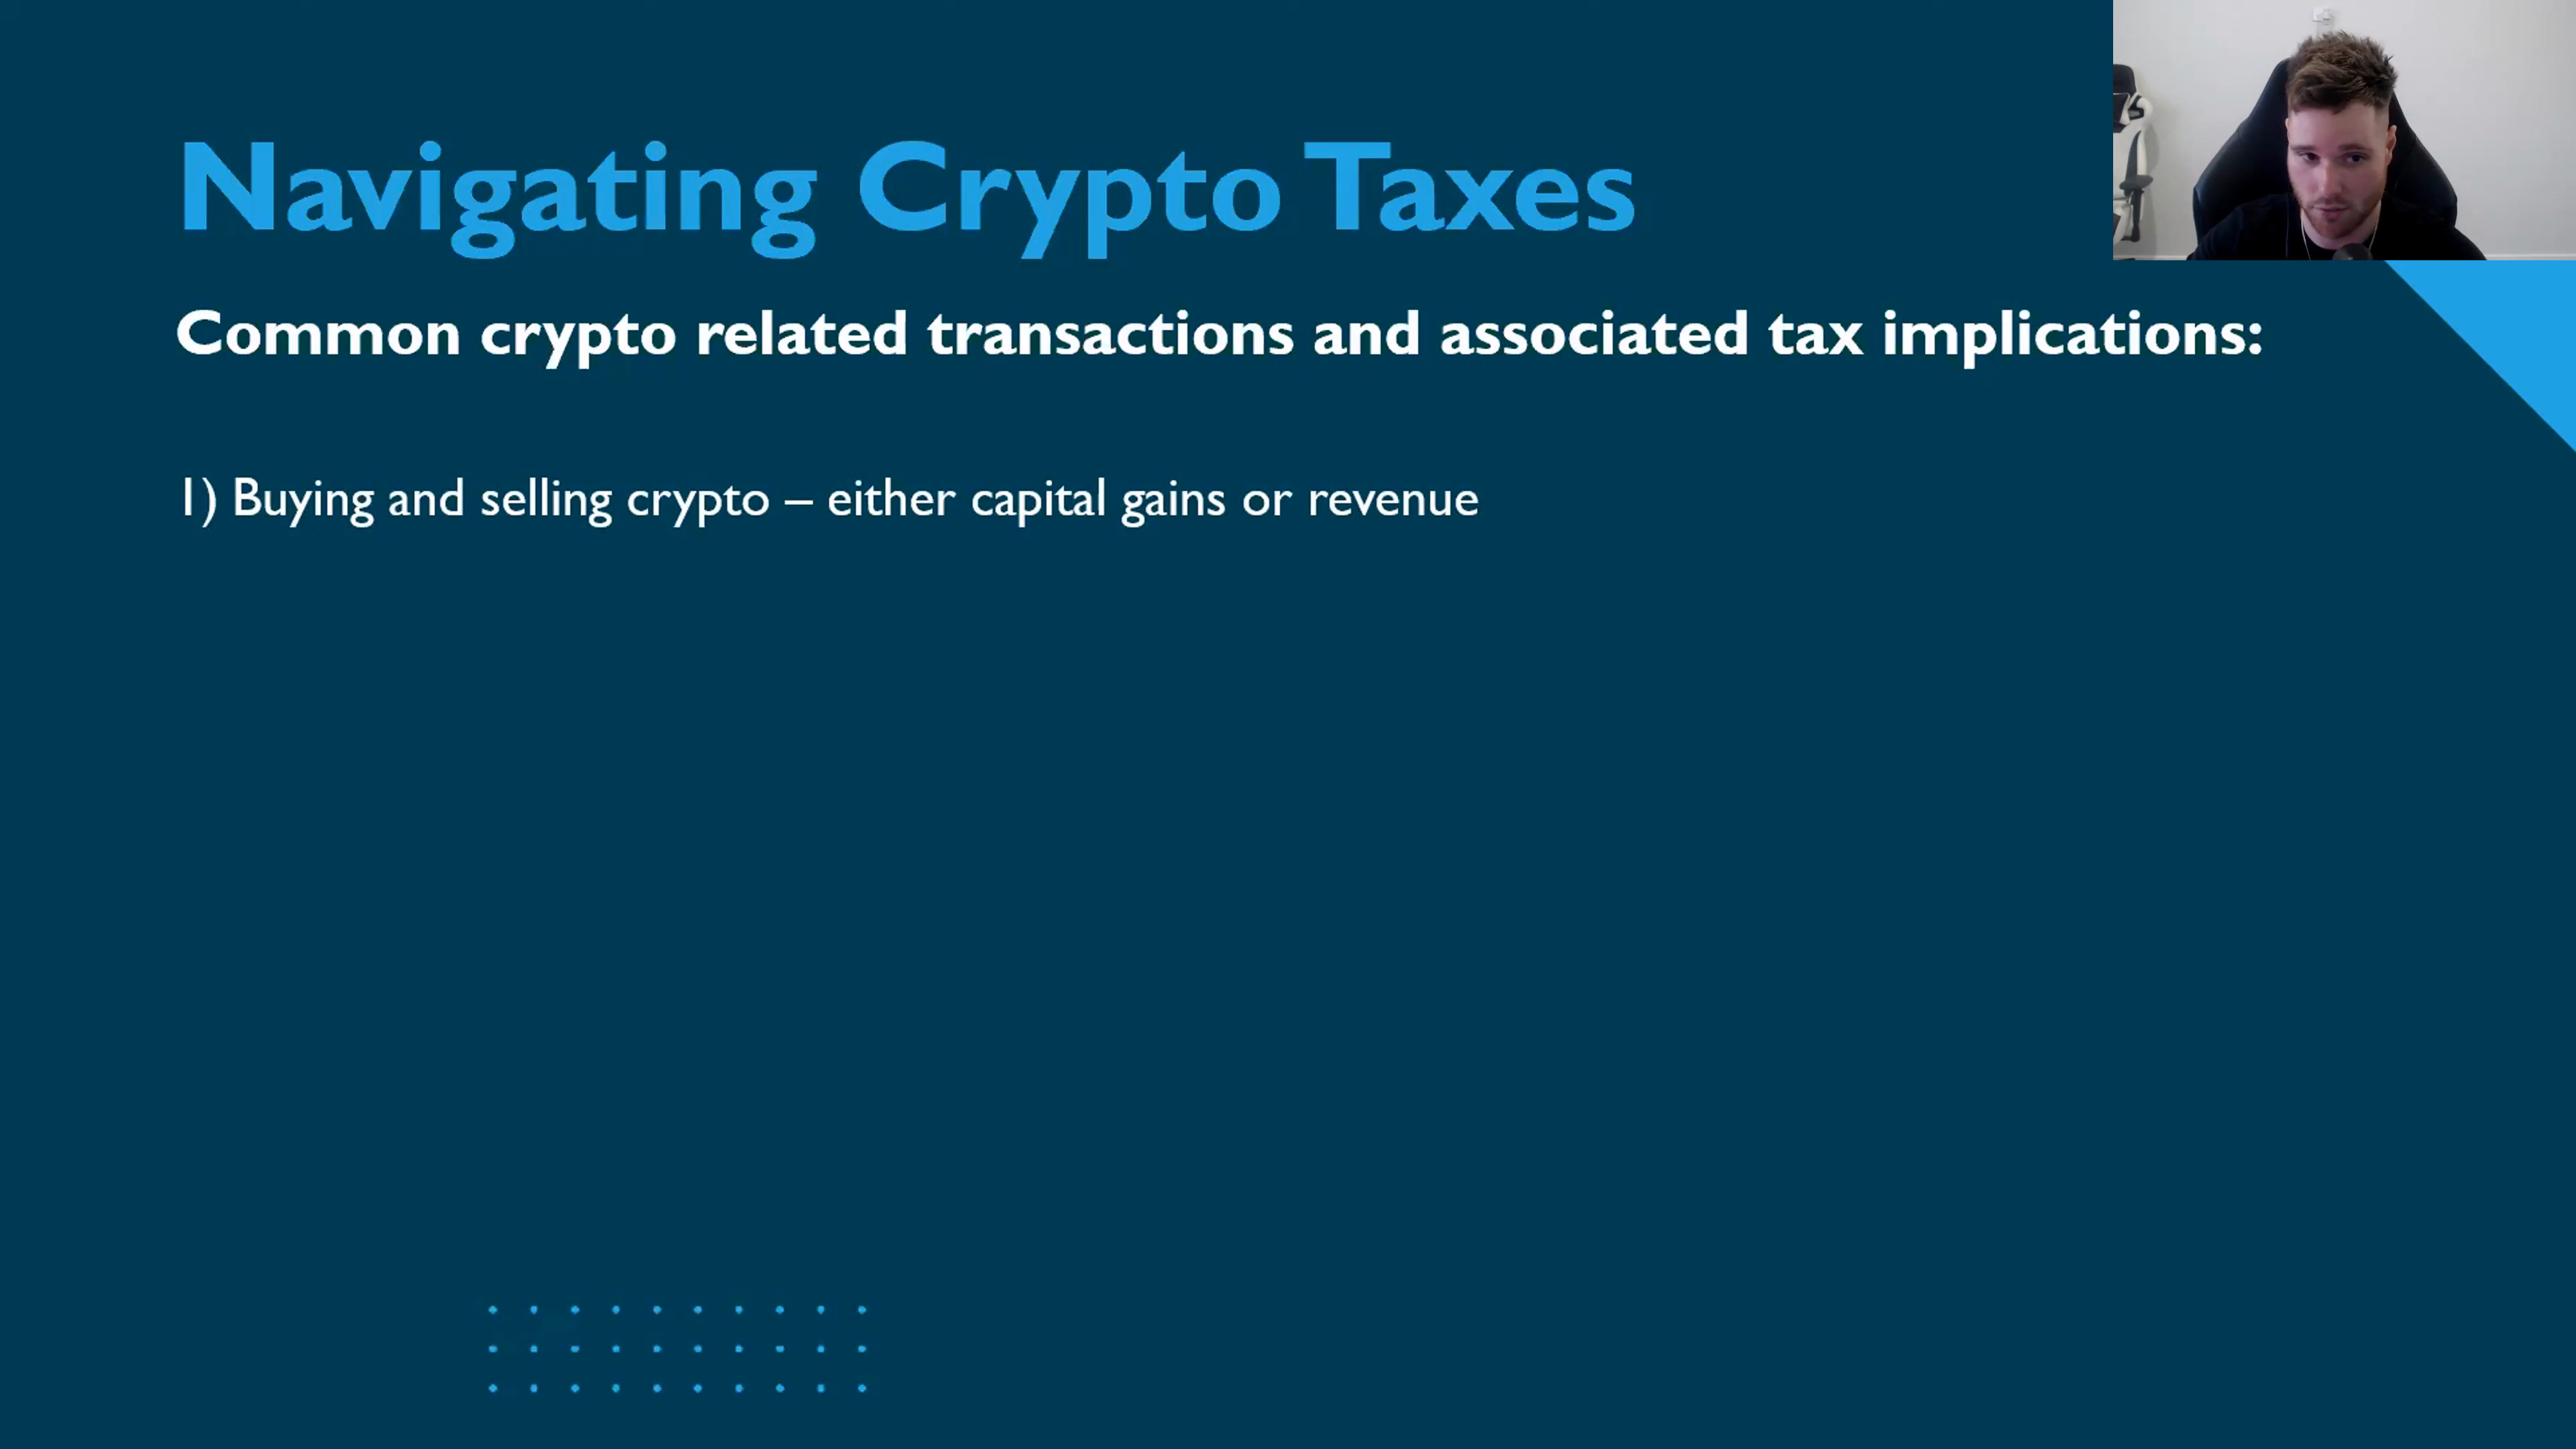 Navigating Crypto Taxes
Common crypto related transactions and associated tax implications:
1) Buying and selling crypto – either capital gains or revenue